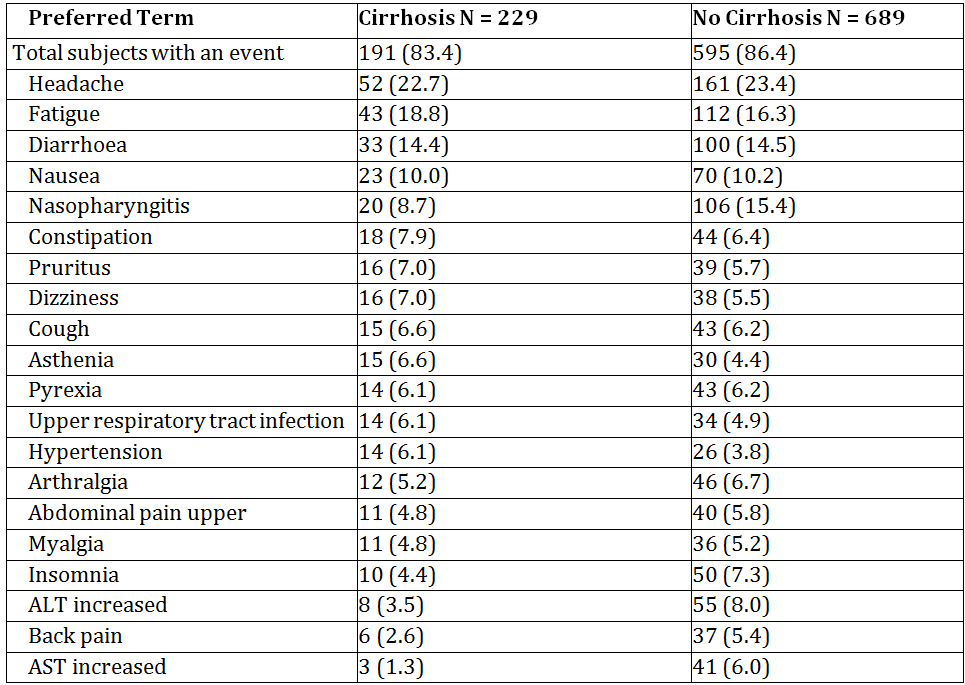 Preferred Term Cirrhosis N = 229 No Cirrhosis N = 689
Total subjects with an event 191 (83.4) 595 (86.4)
Headache 52 (22.7) 161 (23.4)
Fatigue 43 (18.8) 112 (16.3)
Diarrhoea 33 (14.4) 100 (14.5)
Nausea 23 (10.0) 70 (10.2)
Nasopharyngitis 20 (8.7) 106 (15.4)
Constipation 18 (7.9) 44 (6.4)
Pruritus 16 (7.0) 39 (5.7)
Dizziness 16 (7.0) 38 (5.5)
Cough 15 (6.6) 43 (6.2)
Asthenia 15 (6.6) 30 (4.4)
Pyrexia 14 (6.1) 43 (6.2)
Upper respiratory tract infection 14 (6.1) 34 (4.9)
Hypertension 14 (6.1) 26 (3.8)
Arthralgia 12 (5.2) 46 (6.7)
Abdominal pain upper 11 (4.8) 40 (5.8)
Myalgia 11 (4.8) 36 (5.2)
Insomnia 10 (4.4) 50 (7.3)
ALT increased 8 (3.5) 55 (8.0)
Back pain 6 (2.6) 37 (5.4)
AST increased 3 (1.3) 41 (6.0)